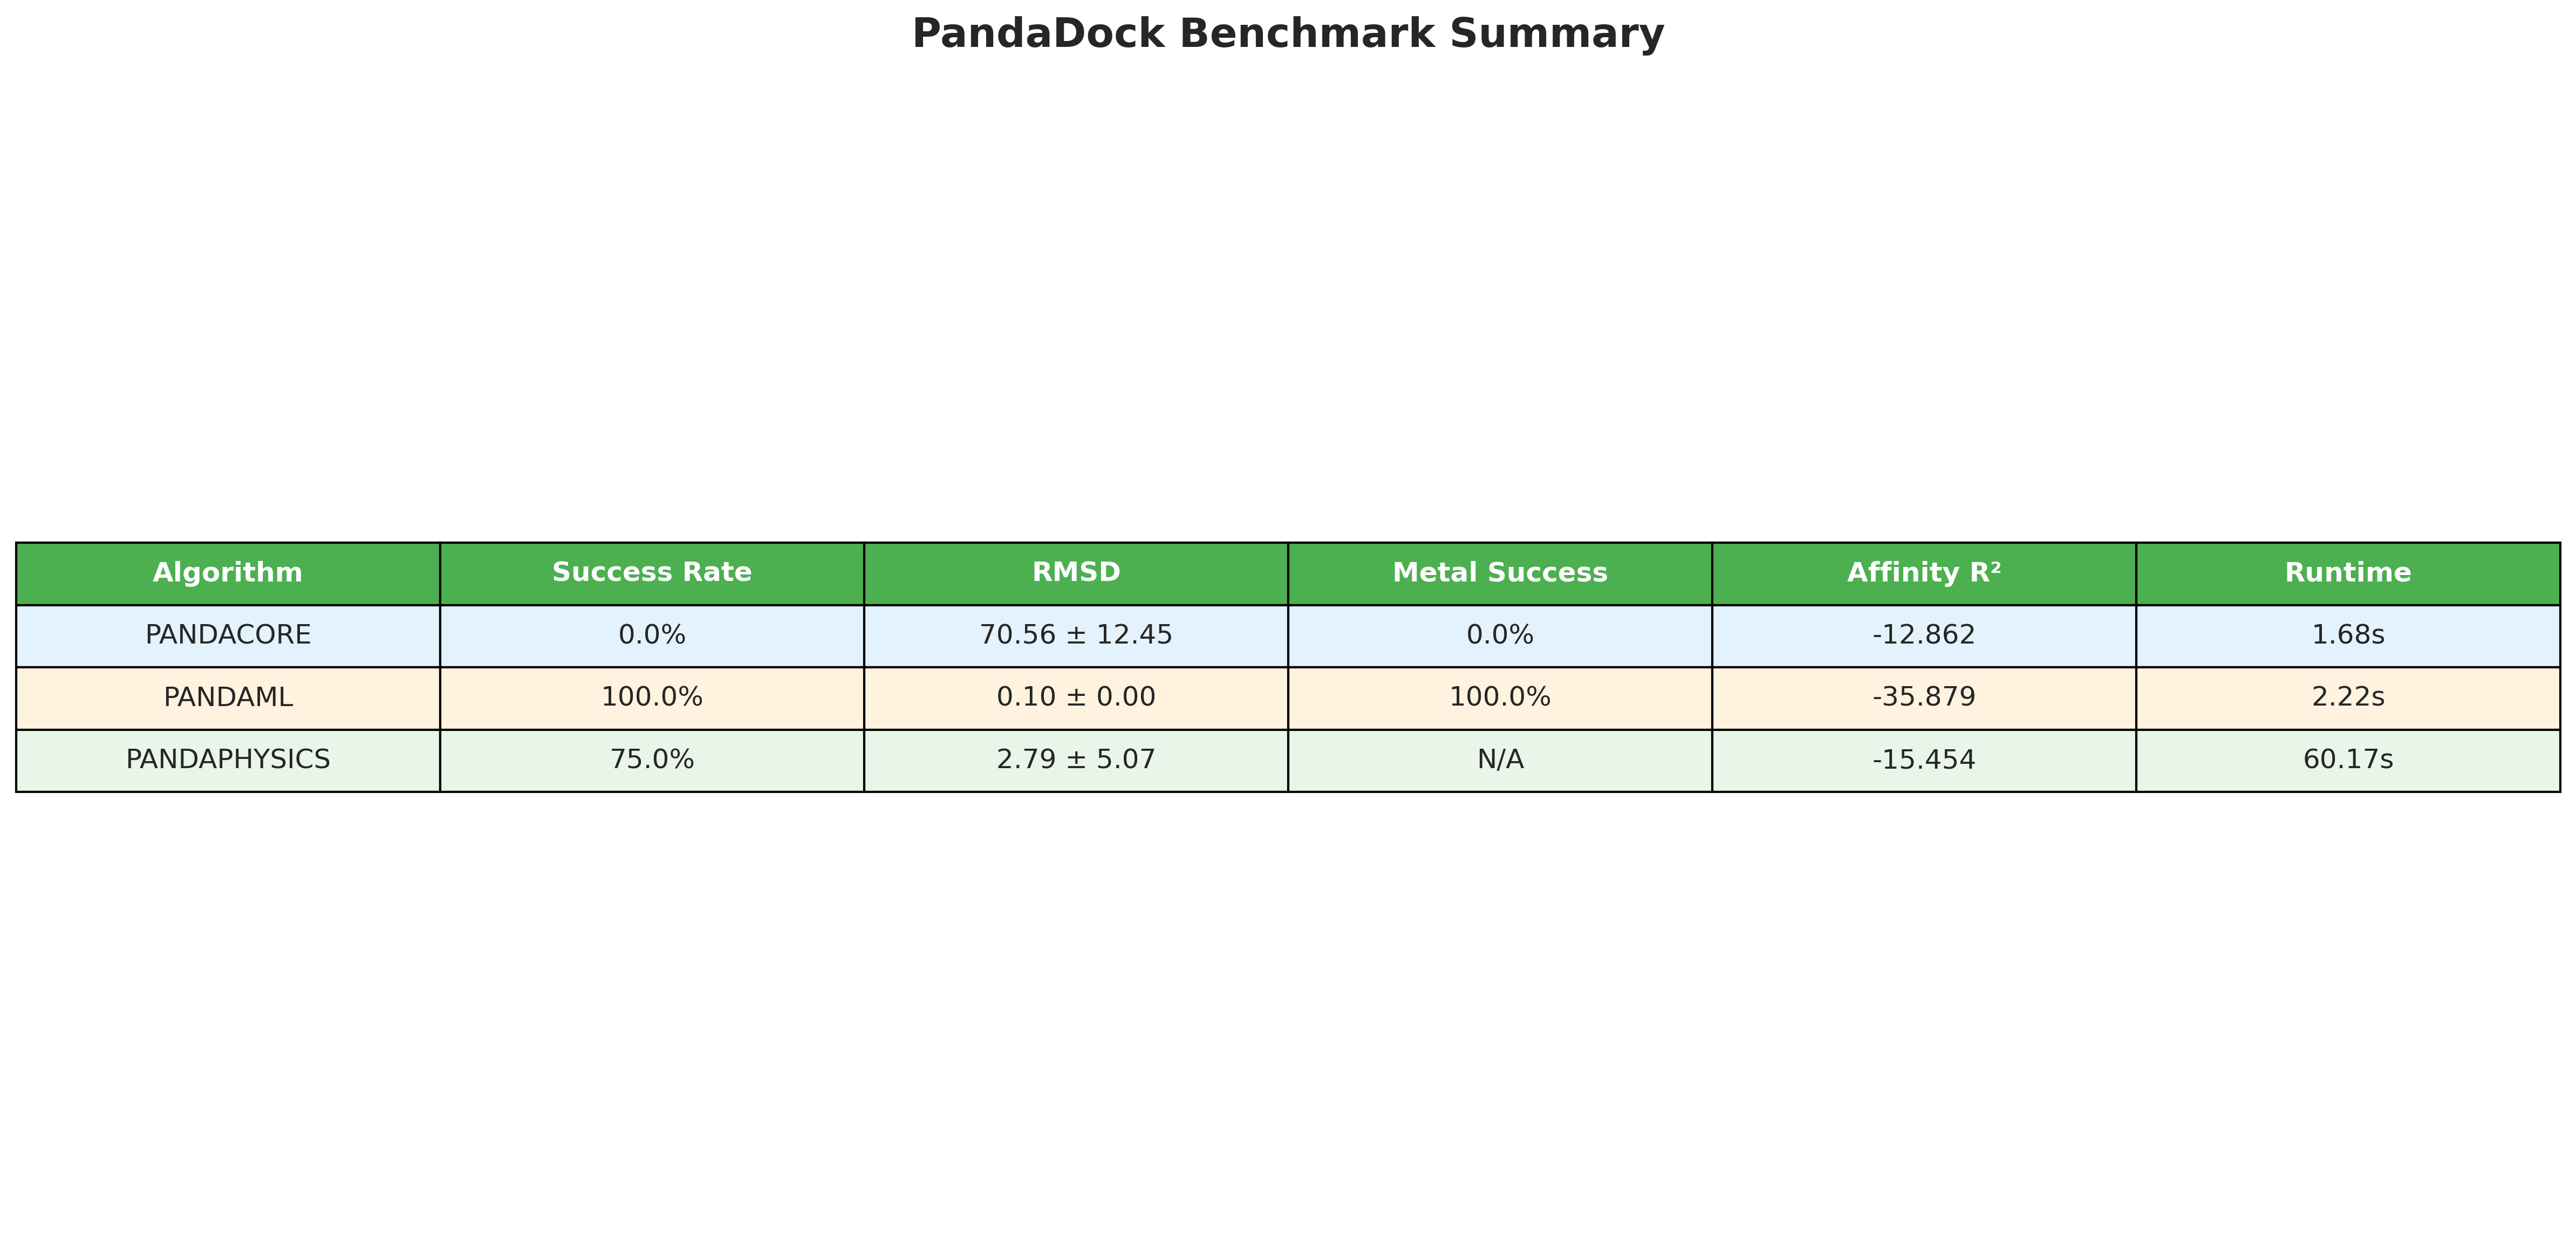 PandaDock Benchmark Summary
Algorithm Success Rate RMSD Metal Success Affinity R² Runtime
PANDACORE 0.0% 70.56 ± 12.45 0.0% -12.862 1.68s
PANDAML 100.0% 0.10 ± 0.00 100.0% -35.879 2.22s
PANDAPHYSICS 75.0% 2.79 ± 5.07 N/A -15.454 60.17s